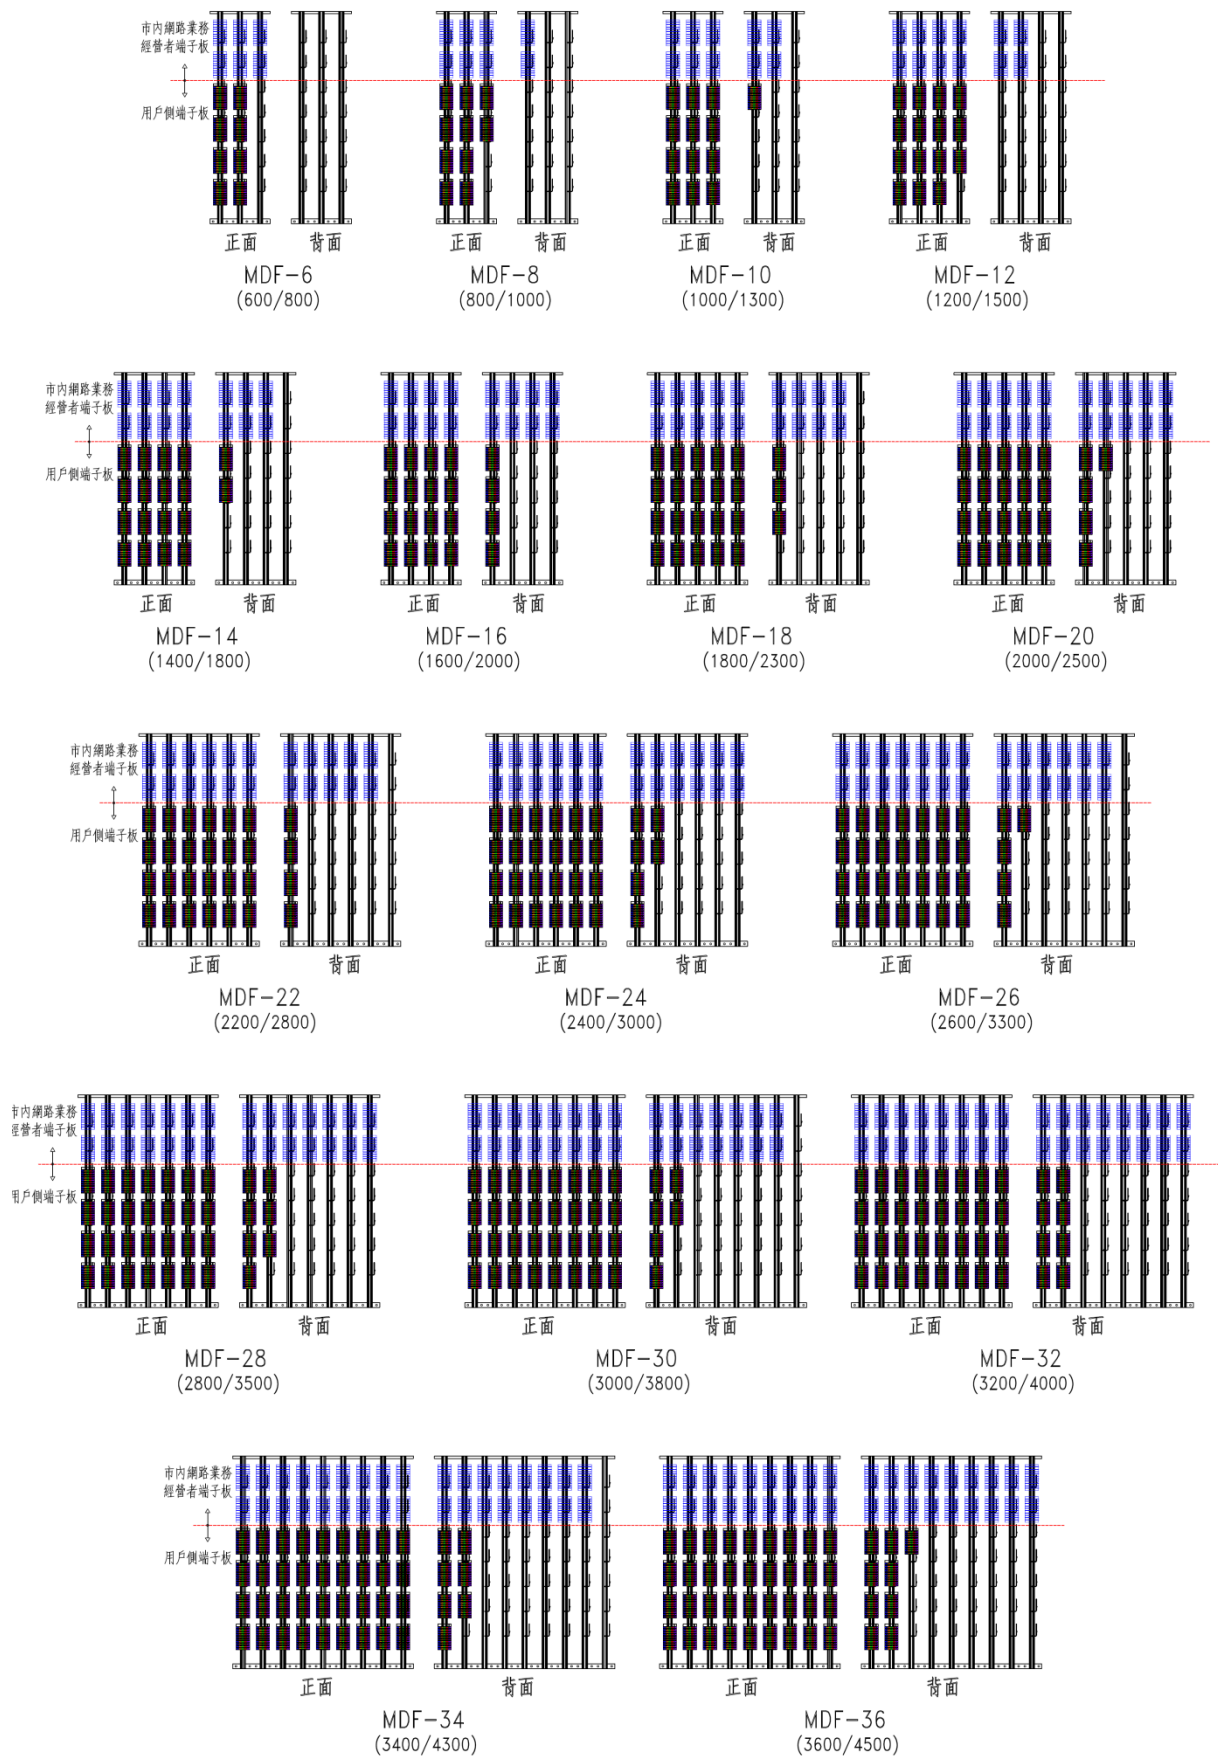 市內網路業務
經營者端子板
用戶側端子板
正面 背面 正面 背面 正面 背面 正面 背面
MDF-6 MDF-8 MDF-10 MDF-12
(600/800) (800/1000) (1000/1300) (1200/1500)
市內網路業務
經營者端子板
用戶側端子板
正面 背面 正面 背面 正面 背面 正面 背面
MDF-14 MDF-16 MDF-18 MDF-20
(1400/1800) (1600/2000) (1800/2300) (2000/2500)
市內網路業務
經營者端子板
用戶側端子板
正面 背面 正面 背面 正面 背面
MDF-22 MDF-24 MDF-26
(2200/2800) (2400/3000) (2600/3300)
市內網路業務
經營者端子板
用戶側端子板
正面 背面 正面 背面 正面 背面
MDF-28 MDF-30 MDF-32
(2800/3500) (3000/3800) (3200/4000)
市內網路業務
經營者端子板
用戶側端子板
正面 背面 正面 背面
MDF-34 MDF-36
(3400/4300) (3600/4500)